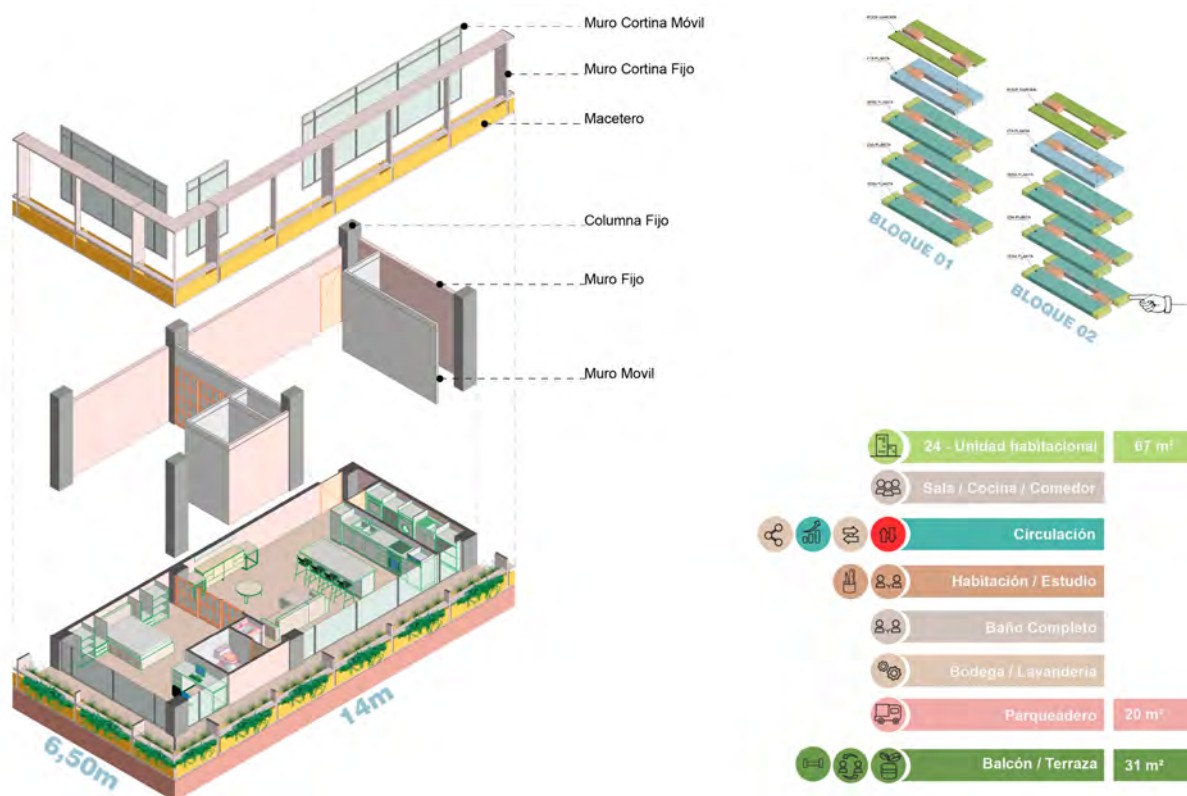 Muro Cortina Móvil
Muro Cortina Fijo
Macetero
Columna Fijo
Muro Fijo
Muro Movil
6,50m
14m
BLOQUE 01
BLOQUE 02
24 - Unidad habitacional 67 m²
Sala / Cocina / Comedor
Circulación
Habitación / Estudio
Baño Completo
Bodega / Lavandería
Parqueadero 20 m²
Balcón / Terraza 31 m²